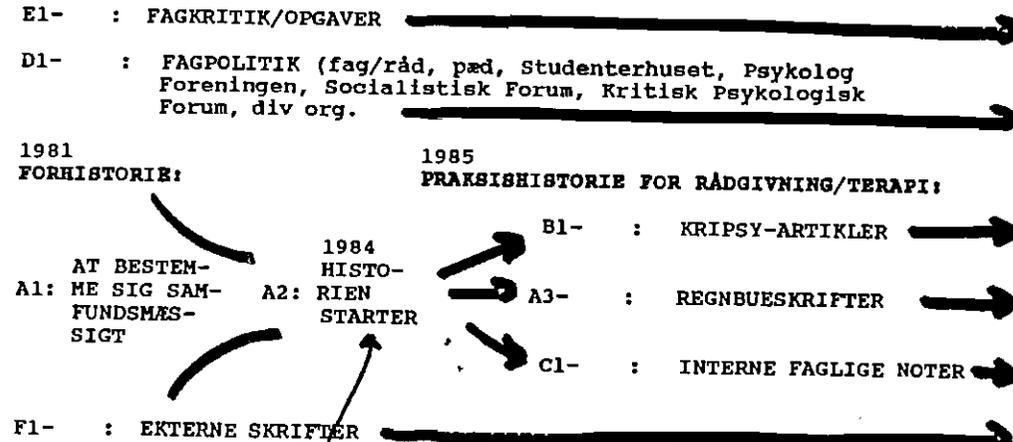 E1-    :  FAGKRITIK/OPGAVER
D1-    :  FAGPOLITIK (fag/råd, pæd, Studenterhuset, Psykolog
Foreningen, Socialistisk Forum, Kritisk Psykologisk
Forum, div org.
1981
FORHISTORIE:
1985
PRAKSISHISTORIE FOR RÅDGIVNING/TERAPI:
A1: AT BESTEM-
ME SIG SAM-
FUNDSMÆS-
SIGT
1984
A2: HISTO-
RIEN
STARTER
B1-    :  KRIPSY-ARTIKLER
A3-    :  REGNBUESKRIFTER
C1-    :  INTERNE FAGLIGE NOTER
F1-    :  EKTERNE SKRIFTER